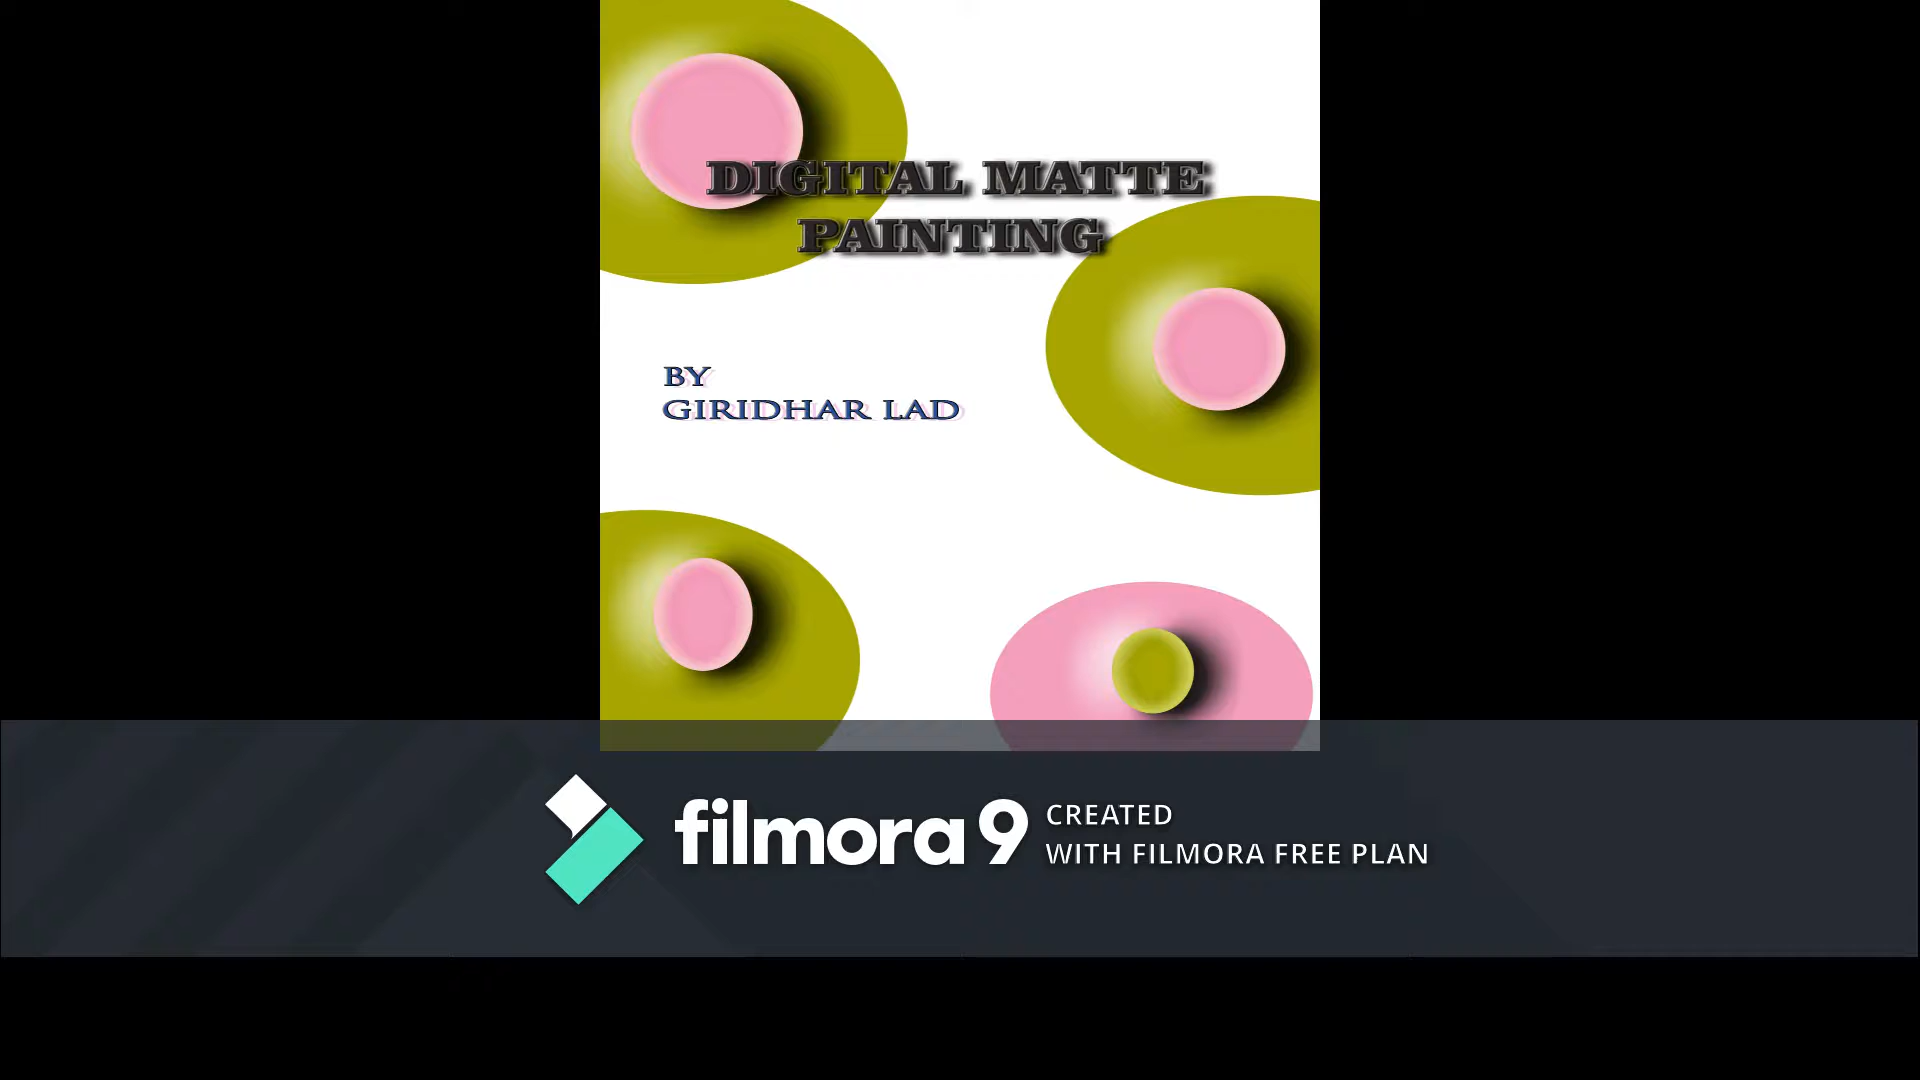 DIGITAL MATTE
PAINTING
BY
GIRIDHAR LAD
filmora 9
CREATED
WITH FILMORA FREE PLAN